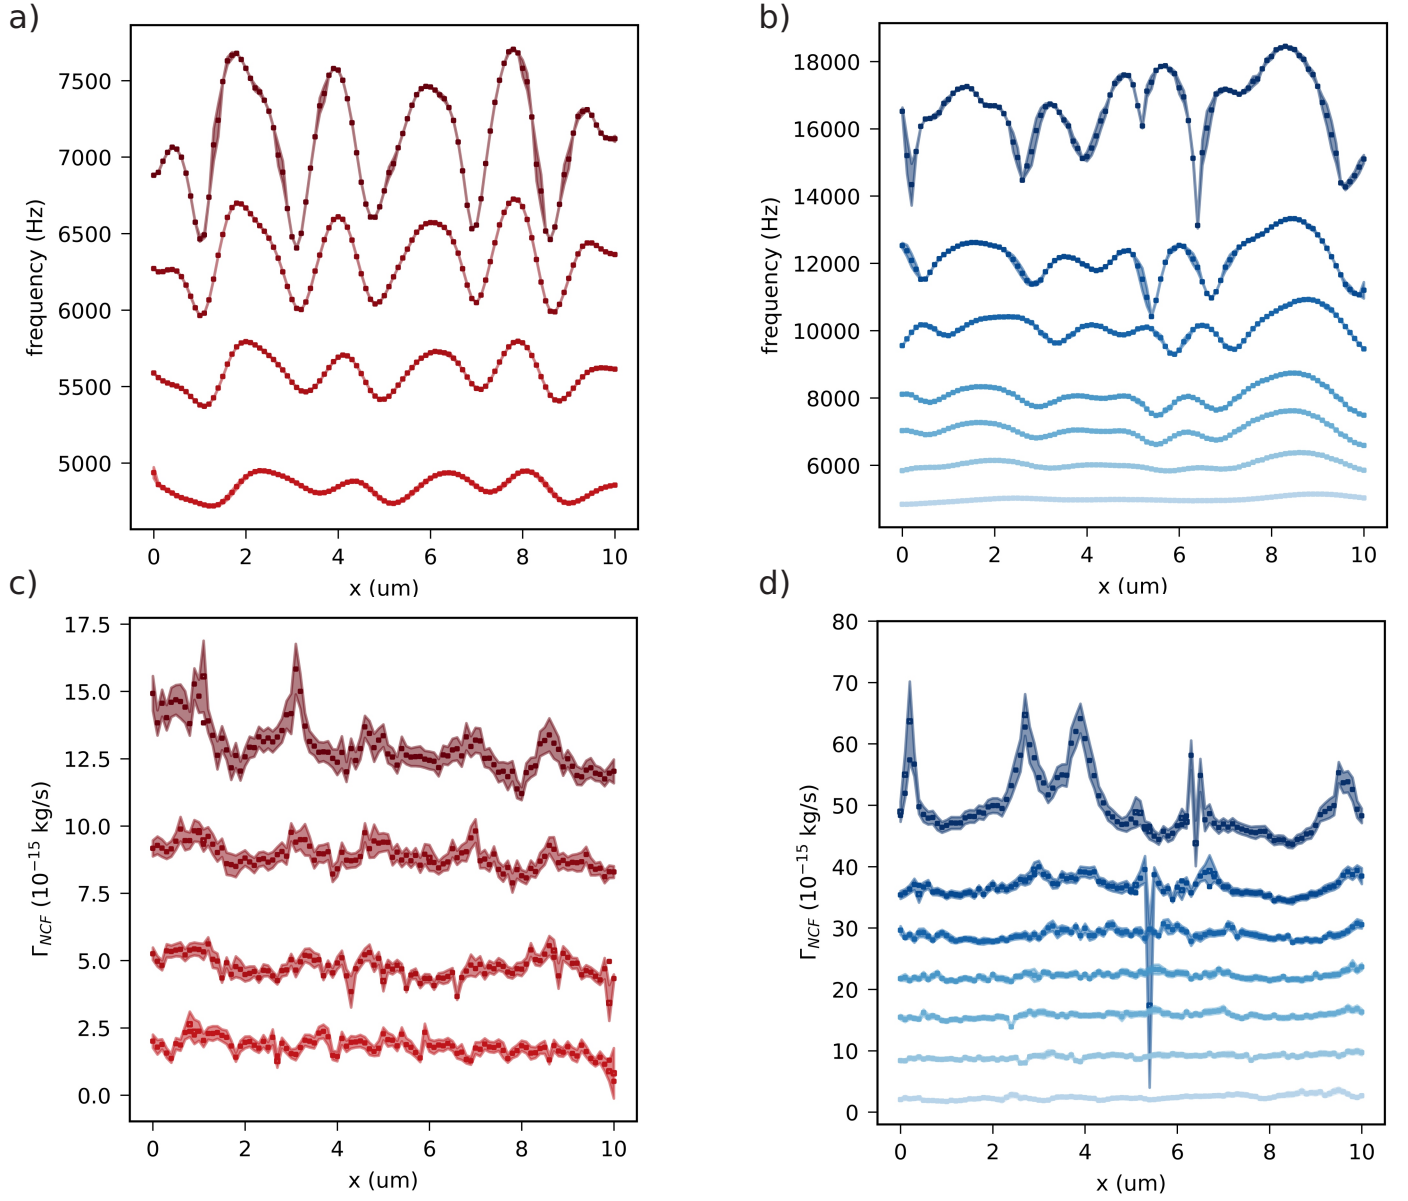 a)
b)
frequency (Hz)
7500
7000
6500
6000
5500
5000
0 2 4 6 8 10
x (um)
frequency (Hz)
18000
16000
14000
12000
10000
8000
6000
0 2 4 6 8 10
x (um)
c)
d)
Γ_NCF (10⁻¹⁵ kg/s)
17.5
15.0
12.5
10.0
7.5
5.0
2.5
0.0
0 2 4 6 8 10
x (um)
Γ_NCF (10⁻¹⁵ kg/s)
80
70
60
50
40
30
20
10
0
0 2 4 6 8 10
x (um)